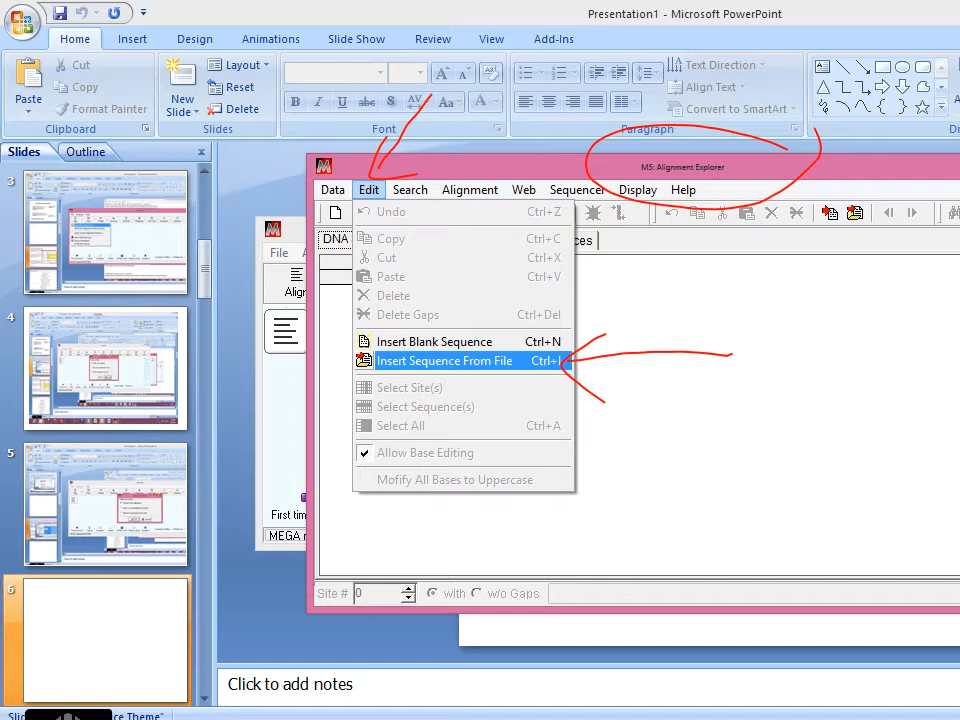 Presentation1 - Microsoft PowerPoint
Home Insert Design Animations Slide Show Review View Add-Ins
Paste
Cut
Copy
Format Painter
Clipboard
New Slide
Layout
Reset
Delete
Slides
B I U abc S AV Aa A
Font
Text Direction
Align Text
Convert to SmartArt
Paragraph
Slides Outline
3
4
5
6
M5: Alignment Explorer
Data Edit Search Alignment Web Sequencer Display Help
DNA
File
Align
First time
MEGA
Undo Ctrl+Z
Copy Ctrl+C
Cut Ctrl+X
Paste Ctrl+V
Delete
Delete Gaps Ctrl+Del
Insert Blank Sequence Ctrl+N
Insert Sequence From File Ctrl+I
Select Site(s)
Select Sequence(s)
Select All Ctrl+A
Allow Base Editing
Mofify All Bases to Uppercase
Site # 0 with w/o Gaps
Click to add notes